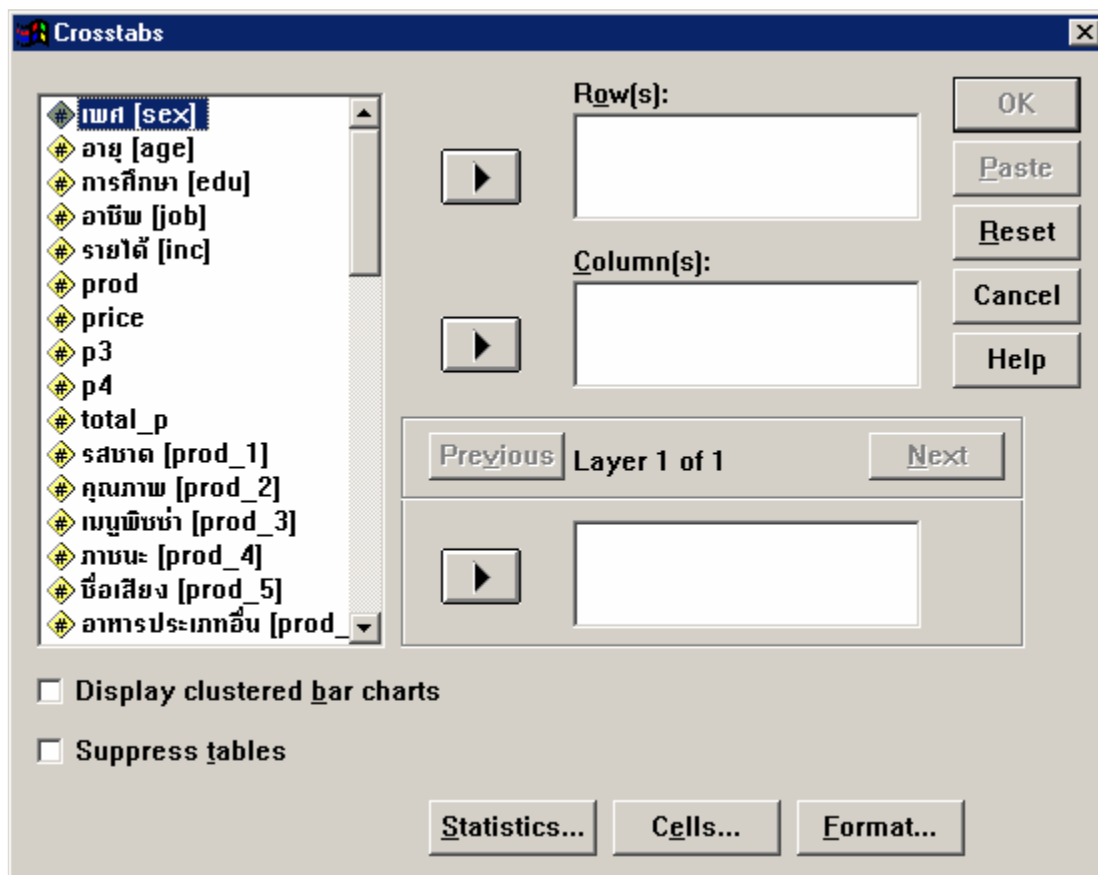 Crosstabs
เพศ [sex]
อายุ [age]
การศึกษา [edu]
อาชีพ [job]
รายได้ [inc]
prod
price
p3
p4
total_p
รสชาด [prod_1]
คุณภาพ [prod_2]
เมนูพิซซ่า [prod_3]
ภาชนะ [prod_4]
ชื่อเสียง [prod_5]
อาหารประเภทอื่น [prod_
Row(s):
Column(s):
Previous
Layer 1 of 1
Next
OK
Paste
Reset
Cancel
Help
Display clustered bar charts
Suppress tables
Statistics...
Cells...
Format...